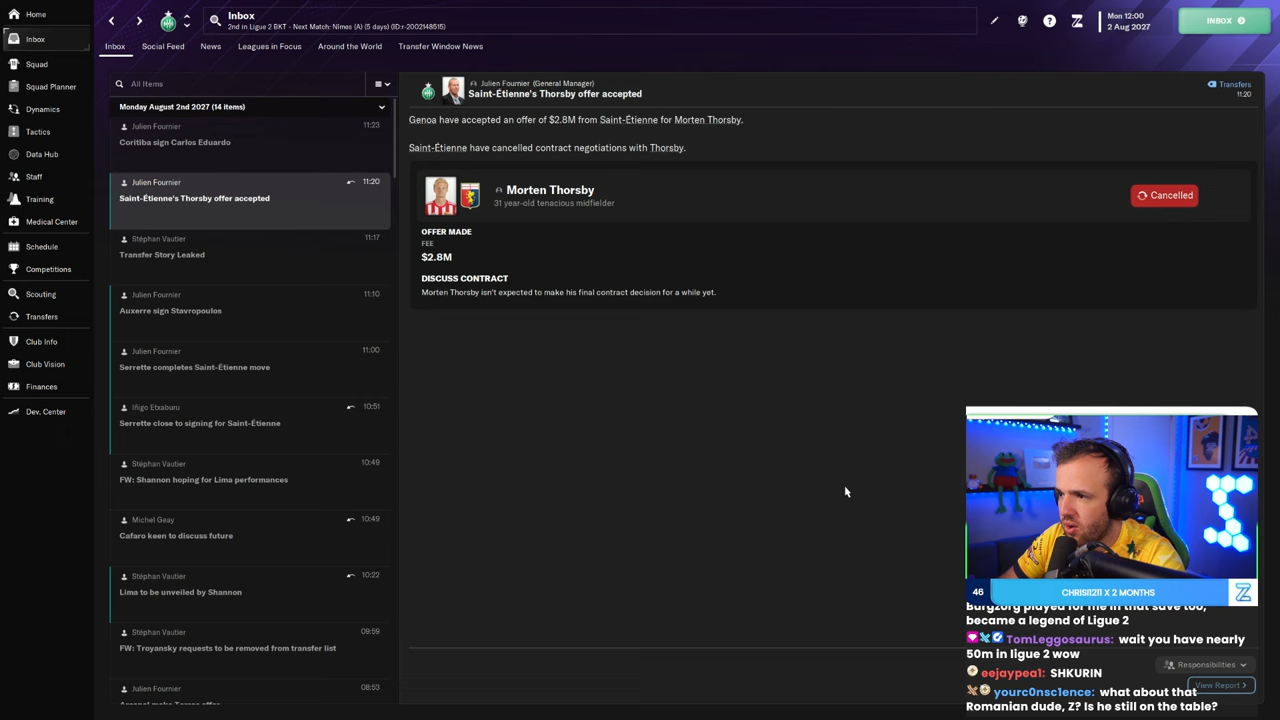 Home
Inbox
Squad
Squad Planner
Dynamics
Tactics
Data Hub
Staff
Training
Medical Center
Schedule
Competitions
Scouting
Transfers
Club Info
Club Vision
Finances
Dev. Center
Inbox
2nd in Ligue 2 BKT - Next Match: Nîmes (A) (5 days) (ID:r-2002148515)
Mon 12:00
2 Aug 2027
INBOX
Inbox
Social Feed
News
Leagues in Focus
Around the World
Transfer Window News
All Items
Monday August 2nd 2027 (14 items)
Julien Fournier 11:23
Coritiba sign Carlos Eduardo
Julien Fournier 11:20
Saint-Étienne's Thorsby offer accepted
Stéphan Vautier 11:17
Transfer Story Leaked
Julien Fournier 11:10
Auxerre sign Stavropoulos
Julien Fournier 11:00
Serrette completes Saint-Étienne move
Iñigo Etxaburu 10:51
Serrette close to signing for Saint-Étienne
Stéphan Vautier 10:49
FW: Shannon hoping for Lima performances
Michel Geay 10:49
Cafaro keen to discuss future
Stéphan Vautier 10:22
Lima to be unveiled by Shannon
Stéphan Vautier 09:59
FW: Troyansky requests to be removed from transfer list
Julien Fournier 08:53
Julien Fournier (General Manager)
Saint-Étienne's Thorsby offer accepted
Transfers
11:20
Genoa have accepted an offer of $2.8M from Saint-Étienne for Morten Thorsby.
Saint-Étienne have cancelled contract negotiations with Thorsby.
Morten Thorsby
31 year-old tenacious midfielder
Cancelled
OFFER MADE
FEE
$2.8M
DISCUSS CONTRACT
Morten Thorsby isn't expected to make his final contract decision for a while yet.
46
CHRIS11211 X 2 MONTHS
Z
Burgzorg played for me in that save too,
became a legend of Ligue 2
TomLeggosaurus: wait you have nearly
50m in ligue 2 wow
eejaypea1: SHKURIN
yourc0nsc1ence: what about that
Romanian dude, Z? Is he still on the table?
Responsibilities
View Report